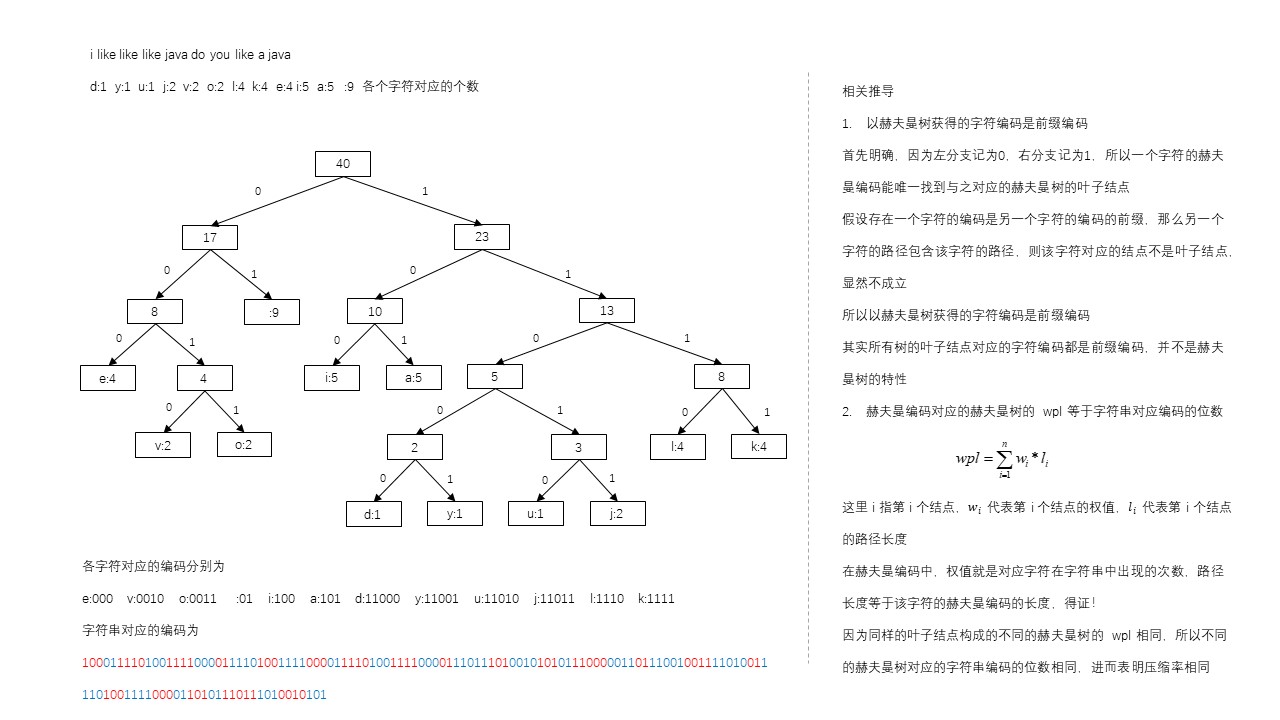 i like like like java do you like a java
d:1 y:1 u:1 j:2 v:2 o:2 l:4 k:4 e:4 i:5 a:5 :9 各个字符对应的个数
40
0 1
17 23
0 1 0 1
8 :9 10 13
0 1 0 1 0 1
e:4 4 i:5 a:5 5 8
0 1 0 1 0 1
v:2 o:2 2 3 l:4 k:4
0 1 0 1
d:1 y:1 u:1 j:2
各字符对应的编码分别为
e:000 v:0010 o:0011 :01 i:100 a:101 d:11000 y:11001 u:11010 j:11011 l:1110 k:1111
字符串对应的编码为
10001111010011110000111101001111000011110100111100001110111010010101011100000110111001001111010011
11010011110000110101110111010010101
相关推导
1. 以赫夫曼树获得的字符编码是前缀编码
首先明确，因为左分支记为0，右分支记为1，所以一个字符的赫夫
曼编码能唯一找到与之对应的赫夫曼树的叶子结点
假设存在一个字符的编码是另一个字符的编码的前缀，那么另一个
字符的路径包含该字符的路径，则该字符对应的结点不是叶子结点，
显然不成立
所以以赫夫曼树获得的字符编码是前缀编码
其实所有树的叶子结点对应的字符编码都是前缀编码，并不是赫夫
曼树的特性
2. 赫夫曼编码对应的赫夫曼树的 wpl 等于字符串对应编码的位数
wpl = ∑_{i=1}^{n} w_i * l_i
这里 i 指第 i 个结点，w_i 代表第 i 个结点的权值，l_i 代表第 i 个结点
的路径长度
在赫夫曼编码中，权值就是对应字符在字符串中出现的次数，路径
长度等于该字符的赫夫曼编码的长度，得证！
因为同样的叶子结点构成的不同的赫夫曼树的 wpl 相同，所以不同
的赫夫曼树对应的字符串编码的位数相同，进而表明压缩率相同